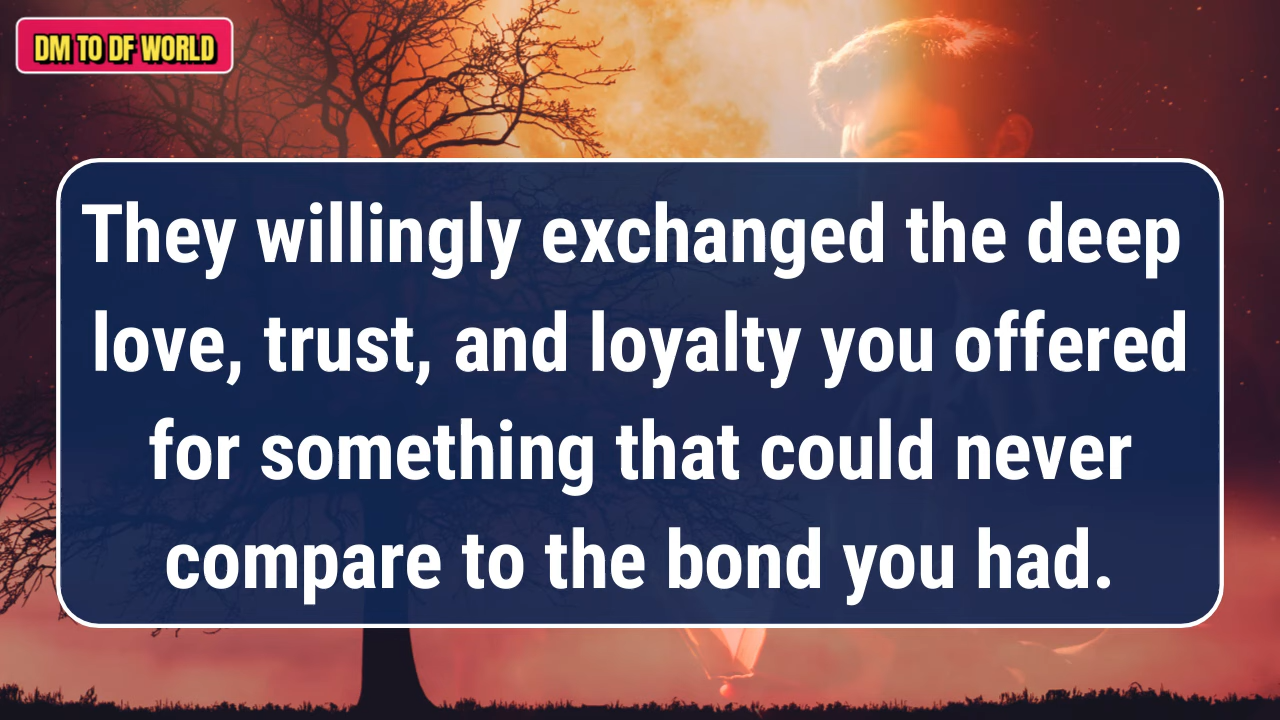 DM TO DF WORLD
They willingly exchanged the deep
love, trust, and loyalty you offered
for something that could never
compare to the bond you had.